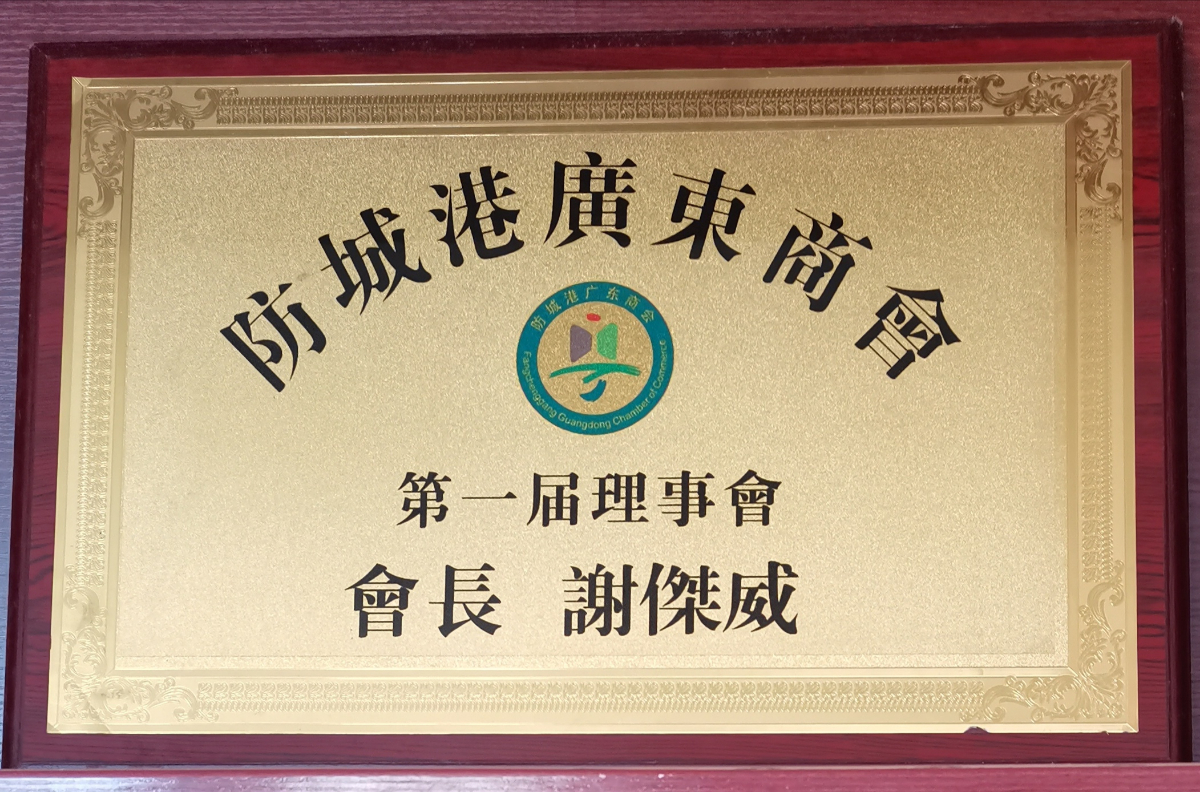 防城港廣東商會
防城港广东商会
Fangchenggang Guangdong Chamber of Commerce
第一届理事會
會長 謝傑威